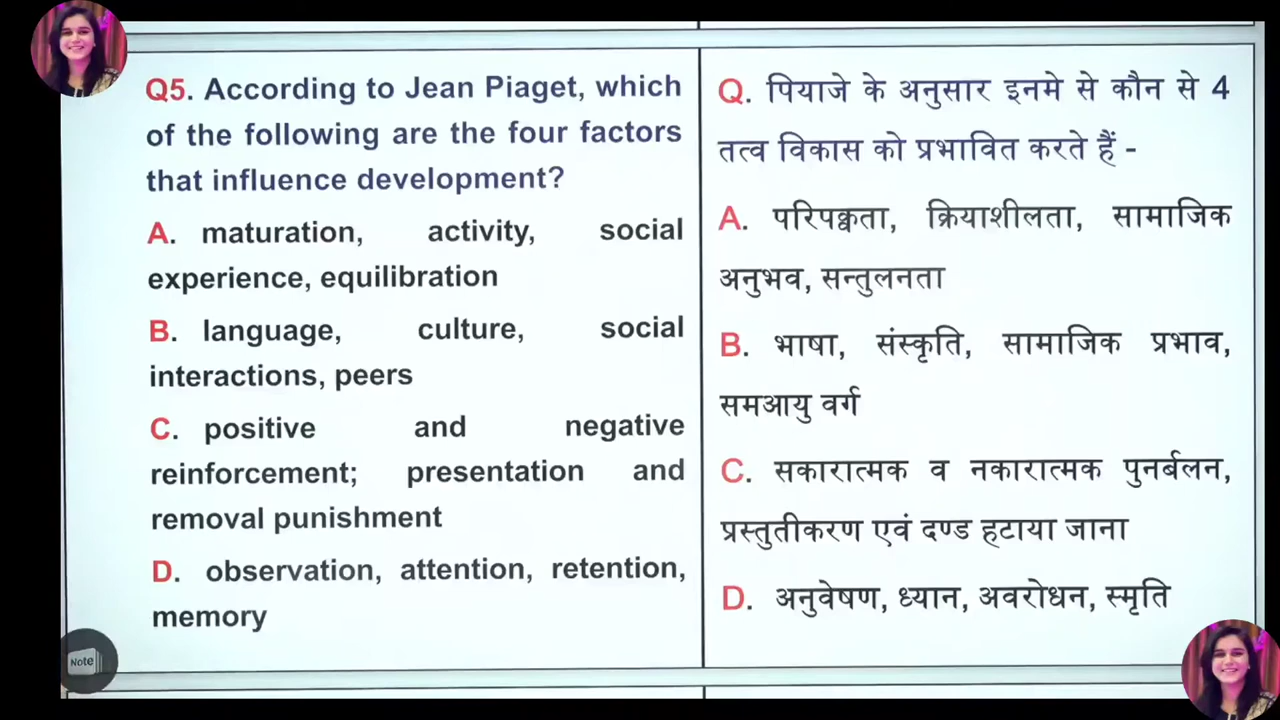 Q5. According to Jean Piaget, which
of the following are the four factors
that influence development?
A. maturation, activity, social
experience, equilibration
B. language, culture, social
interactions, peers
C. positive and negative
reinforcement; presentation and
removal punishment
D. observation, attention, retention,
memory
Q. पियाजे के अनुसार इनमे से कौन से 4
तत्व विकास को प्रभावित करते हैं -
A. परिपक्वता, क्रियाशीलता, सामाजिक
अनुभव, सन्तुलनता
B. भाषा, संस्कृति, सामाजिक प्रभाव,
समआयु वर्ग
C. सकारात्मक व नकारात्मक पुनर्बलन,
प्रस्तुतीकरण एवं दण्ड हटाया जाना
D. अनुवेषण, ध्यान, अवरोधन, स्मृति
Note